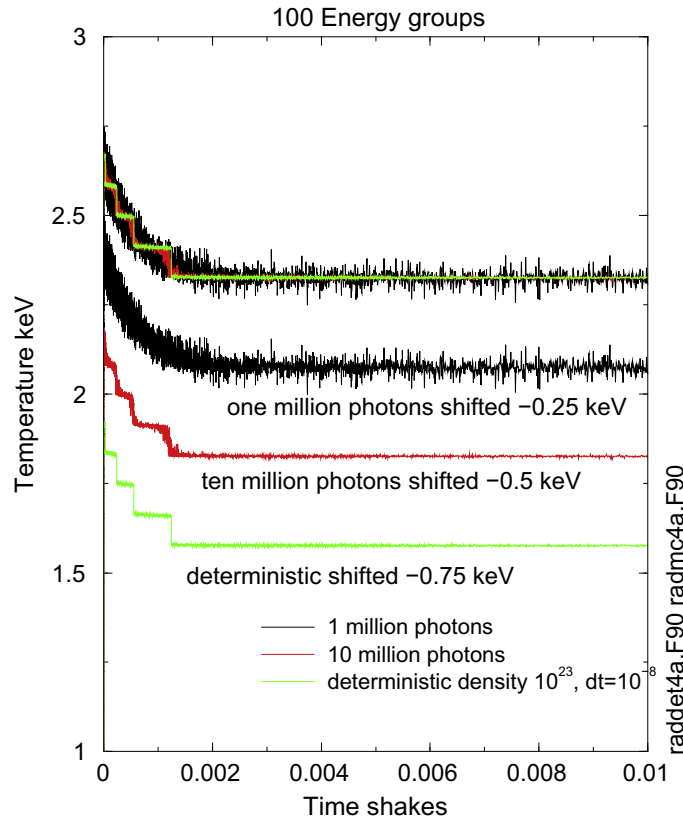 100 Energy groups
3
2.5
2
1.5
1
Temperature keV
one million photons shifted −0.25 keV
ten million photons shifted −0.5 keV
deterministic shifted −0.75 keV
1 million photons
10 million photons
deterministic density 10²³, dt=10⁻⁸
0 0.002 0.004 0.006 0.008 0.01
Time shakes
raddet4a.F90 radmc4a.F90